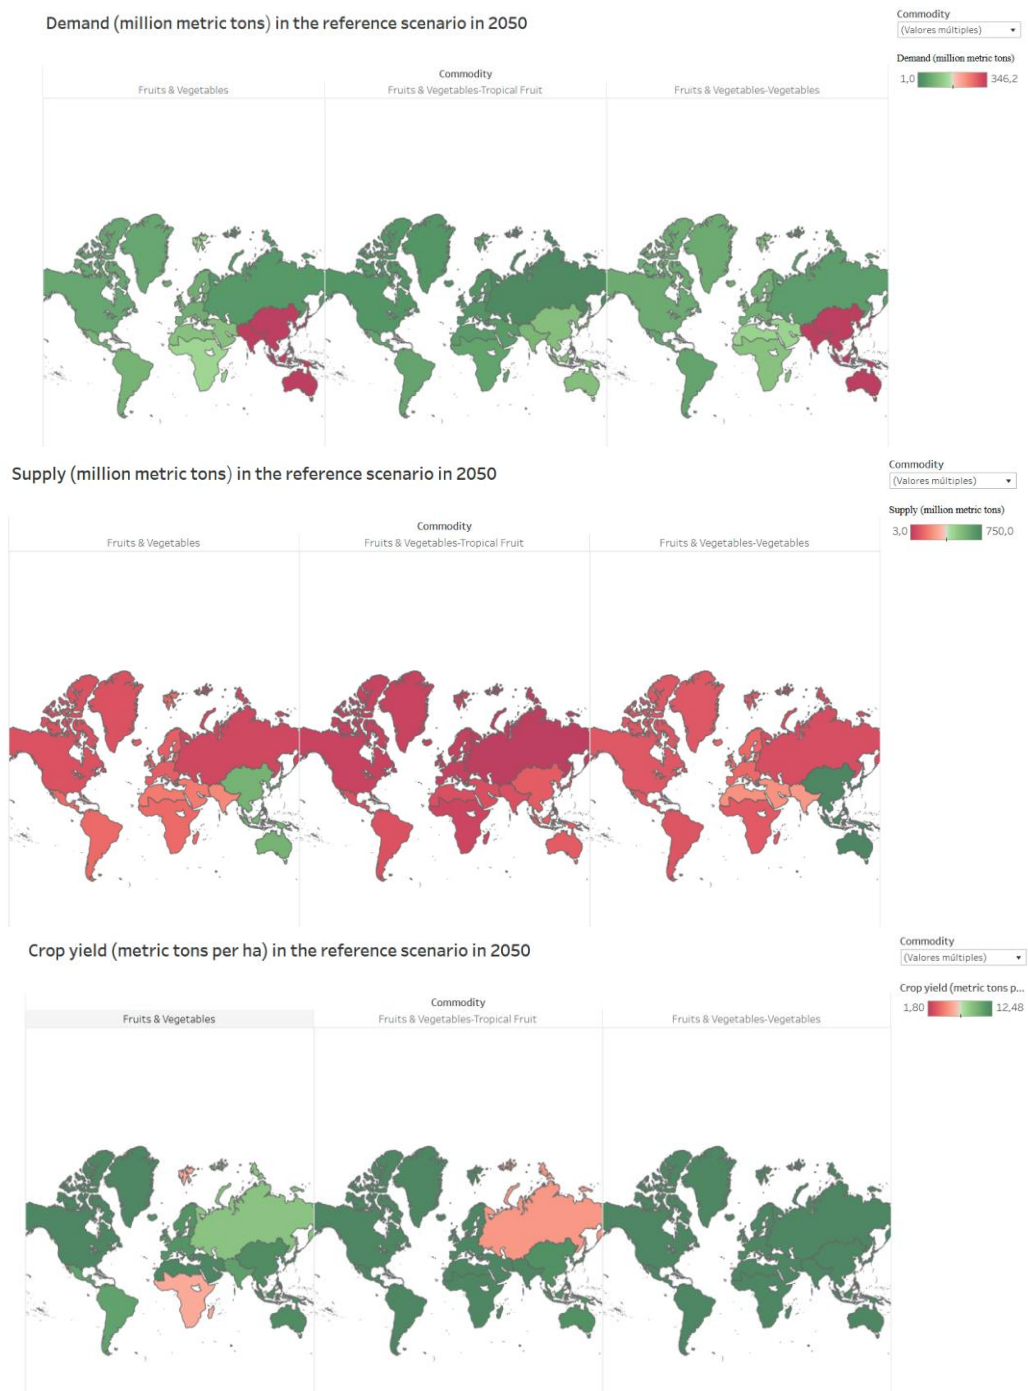 Demand (million metric tons) in the reference scenario in 2050
Commodity
(Valores múltiples)
Demand (million metric tons)
1,0 346,2
Commodity
Fruits & Vegetables
Fruits & Vegetables-Tropical Fruit
Fruits & Vegetables-Vegetables
Supply (million metric tons) in the reference scenario in 2050
Commodity
(Valores múltiples)
Supply (million metric tons)
3,0 750,0
Commodity
Fruits & Vegetables
Fruits & Vegetables-Tropical Fruit
Fruits & Vegetables-Vegetables
Crop yield (metric tons per ha) in the reference scenario in 2050
Commodity
(Valores múltiples)
Crop yield (metric tons p...
1,80 12,48
Commodity
Fruits & Vegetables
Fruits & Vegetables-Tropical Fruit
Fruits & Vegetables-Vegetables